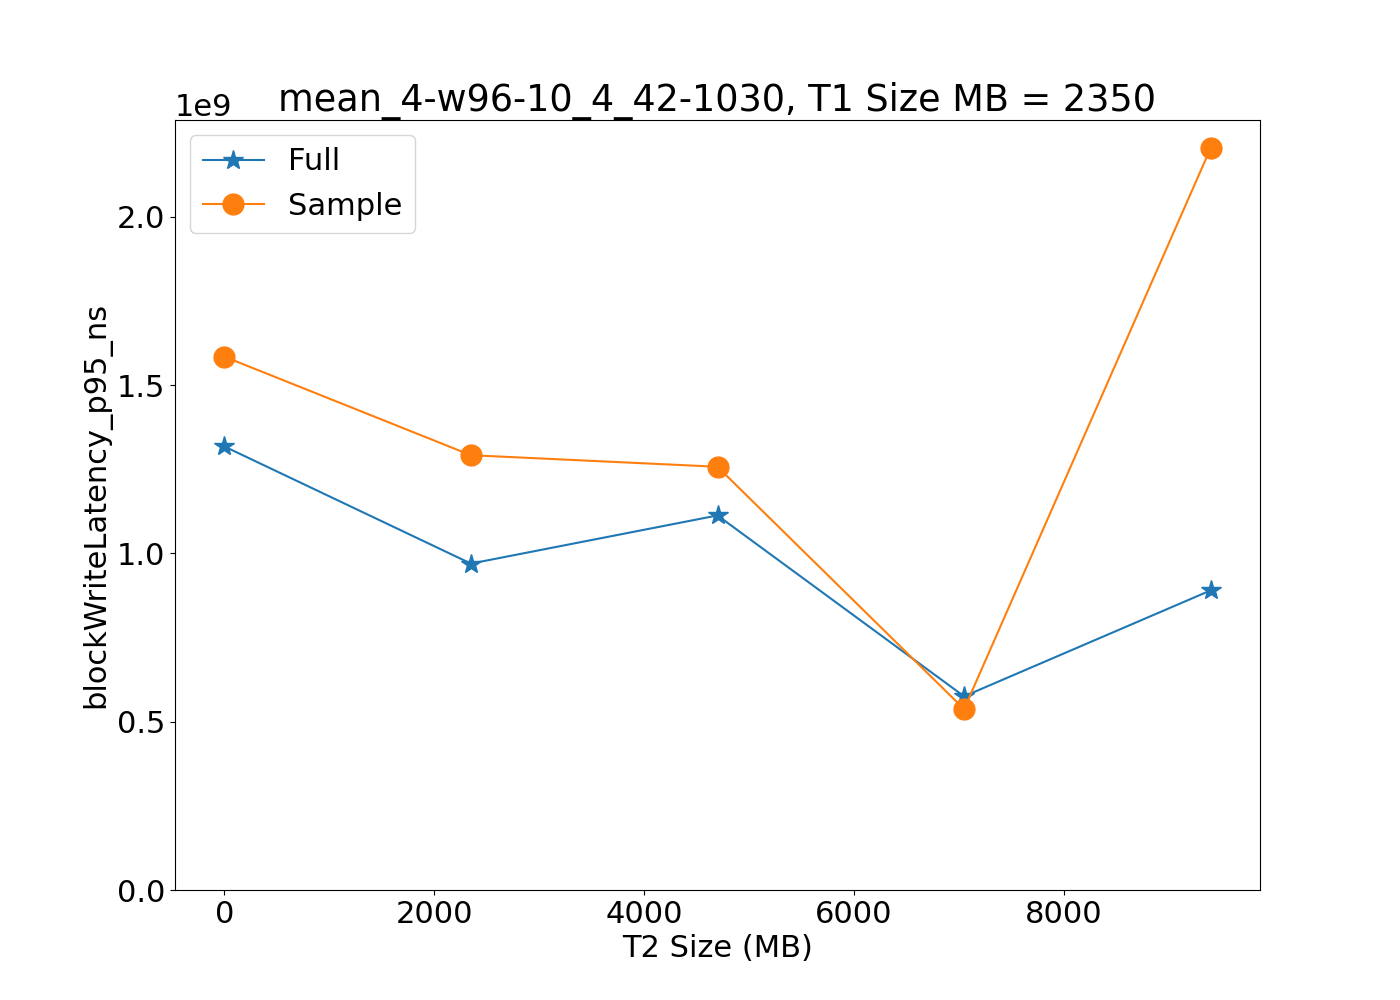 mean_4-w96-10_4_42-1030, T1 Size MB = 2350
1e9
Full
Sample
2.0
1.5
1.0
0.5
0.0
blockWriteLatency_p95_ns
0 2000 4000 6000 8000
T2 Size (MB)